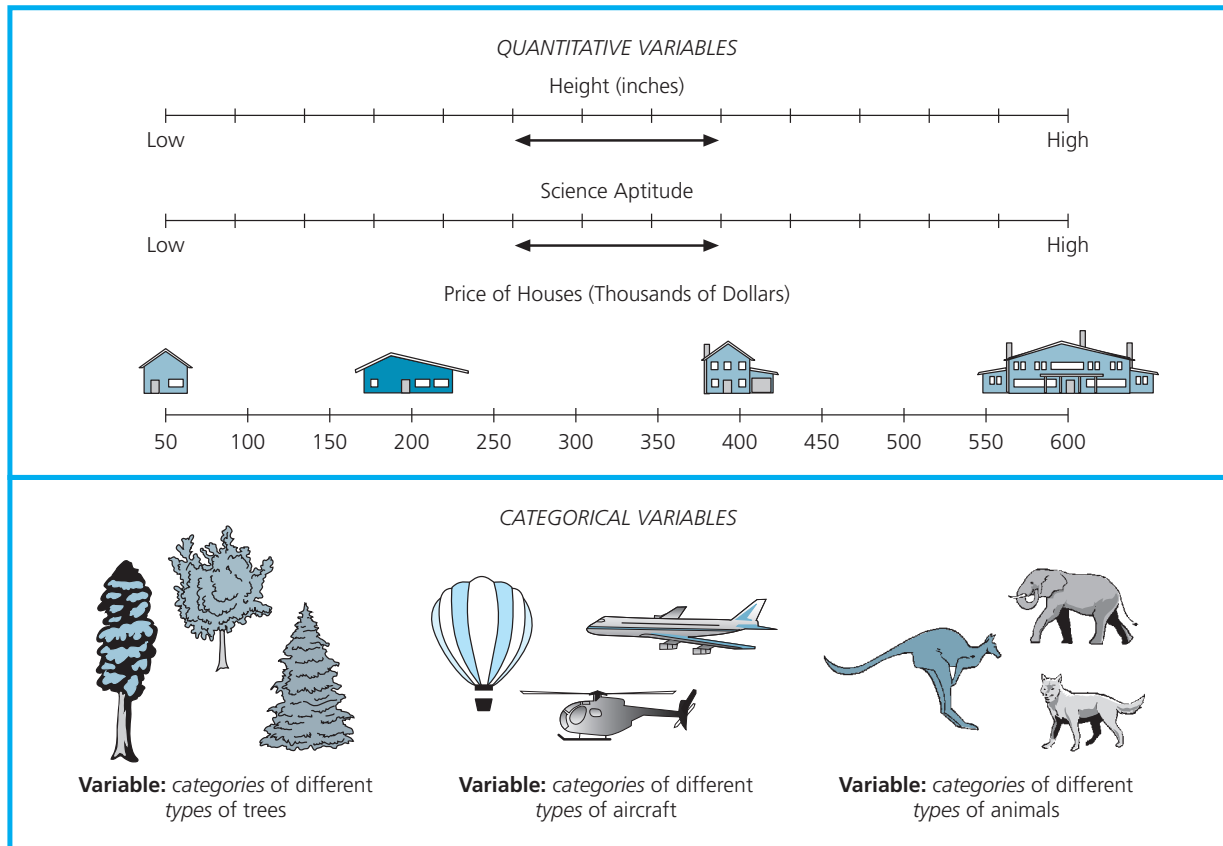 QUANTITATIVE VARIABLES
Height (inches)
Low High
Science Aptitude
Low High
Price of Houses (Thousands of Dollars)
50 100 150 200 250 300 350 400 450 500 550 600
CATEGORICAL VARIABLES
Variable: categories of different
types of trees
Variable: categories of different
types of aircraft
Variable: categories of different
types of animals